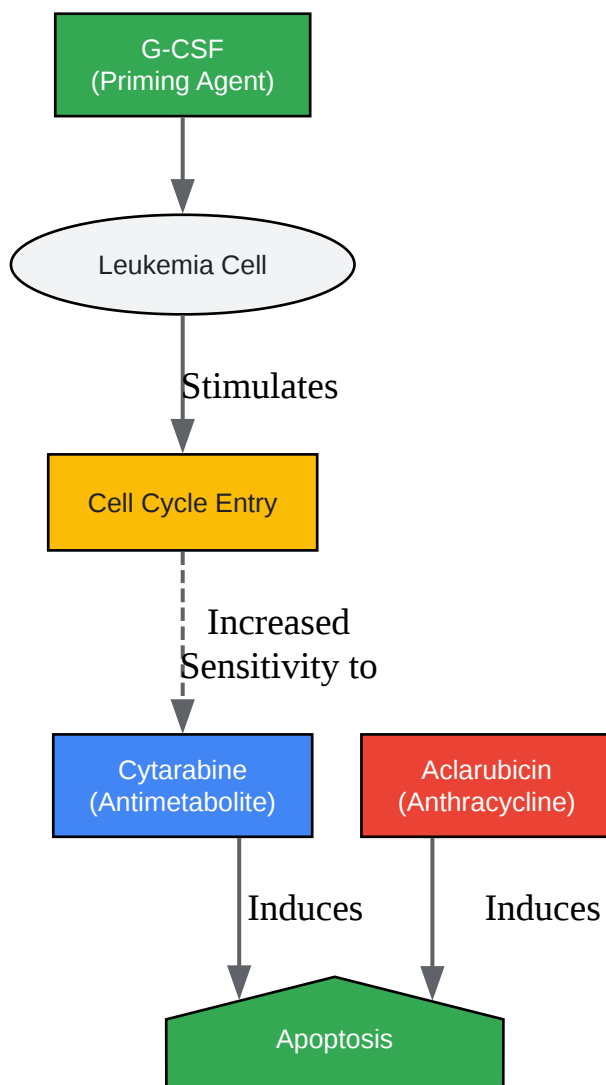 G-CSF
(Priming Agent)
Leukemia Cell
Stimulates
Cell Cycle Entry
Increased
Sensitivity to
Cytarabine
(Antimetabolite)
Aclarubicin
(Anthracycline)
Induces
Induces
Apoptosis